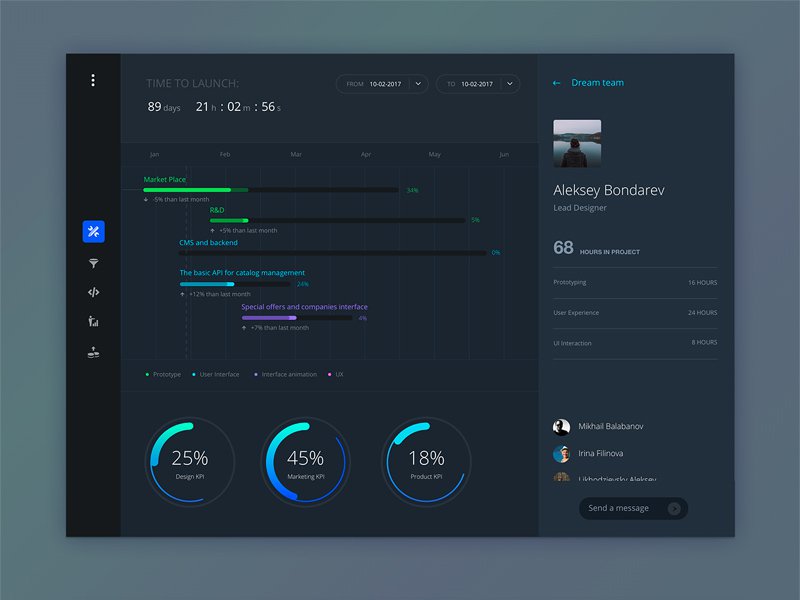 TIME TO LAUNCH:
FROM 10-02-2017
TO 10-02-2017
89 days 21 h : 02 m : 56 s
Jan Feb Mar Apr May Jun
Market Place
34%
-5% than last month
R&D
5%
+5% than last month
CMS and backend
0%
The basic API for catalog management
24%
+12% than last month
Special offers and companies interface
4%
+7% than last month
Prototype User Interface Interface animation UX
25%
Design KPI
45%
Marketing KPI
18%
Product KPI
Dream team
Aleksey Bondarev
Lead Designer
68 HOURS IN PROJECT
Prototyping 16 HOURS
User Experience 24 HOURS
UI Interaction 8 HOURS
Mikhail Balabanov
Irina Filinova
Likhodzievsky Aleksey
Send a message